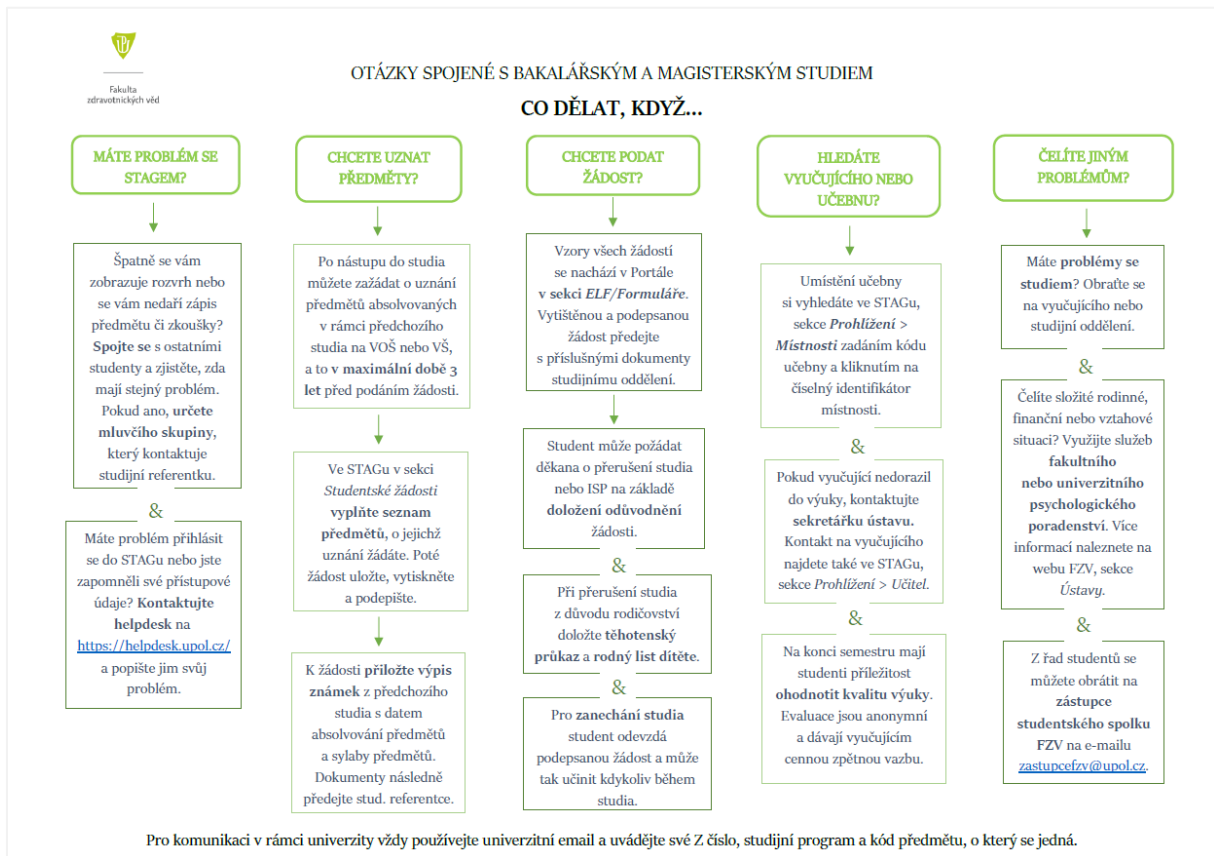 Fakulta
zdravotnických věd
OTÁZKY SPOJENÉ S BAKALÁŘSKÝM A MAGISTERSKÝM STUDIEM
CO DĚLAT, KDYŽ...
MÁTE PROBLÉM SE
STAGEM?
Špatně se vám
zobrazuje rozvrh nebo
se vám nedaří zápis
předmětu či zkoušky?
Spojte se s ostatními
studenty a zjistěte, zda
mají stejný problém.
Pokud ano, určete
mluvčího skupiny,
který kontaktuje
studijní referentku.
&
Máte problém přihlásit
se do STAGu nebo jste
zapomněli své přístupové
údaje? Kontaktujte
helpdesk na
https://helpdesk.upol.cz/
a popište jim svůj
problém.
CHCETE UZNAT
PŘEDMĚTY?
Po nástupu do studia
můžete zažádat o uznání
předmětů absolvovaných
v rámci předchozího
studia na VOŠ nebo VŠ,
a to v maximální době 3
let před podáním žádosti.
Ve STAGu v sekci
Studentské žádosti
vyplňte seznam
předmětů, o jejichž
uznání žádáte. Poté
žádost uložte, vytiskněte
a podepište.
K žádosti přiložte výpis
známek z předchozího
studia s datem
absolvování předmětů
a sylaby předmětů.
Dokumenty následně
předejte stud. referentce.
CHCETE PODAT
ŽÁDOST?
Vzory všech žádostí
se nachází v Portále
v sekci ELF/Formuláře.
Vytištěnou a podepsanou
žádost předejte
s příslušnými dokumenty
studijnímu oddělení.
Student může požádat
děkana o přerušení studia
nebo ISP na základě
doložení odůvodnění
žádosti.
&
Při přerušení studia
z důvodu rodičovství
doložte těhotenský
průkaz a rodný list dítěte.
&
Pro zanechání studia
student odevzdá
podepsanou žádost a může
tak učinit kdykoliv během
studia.
HLEDÁTE
VYUČUJÍCÍHO NEBO
UČEBNU?
Umístění učebny
si vyhledáte ve STAGu,
sekce Prohlížení >
Místnosti zadáním kódu
učebny a kliknutím na
číselný identifikátor
místnosti.
&
Pokud vyučující nedorazil
do výuky, kontaktujte
sekretářku ústavu.
Kontakt na vyučujícího
najdete také ve STAGu,
sekce Prohlížení > Učitel.
&
Na konci semestru mají
studenti příležitost
ohodnotit kvalitu výuky.
Evaluace jsou anonymní
a dávají vyučujícím
cennou zpětnou vazbu.
ČELÍTE JINÝM
PROBLÉMŮM?
Máte problémy se
studiem? Obraťte se
na vyučujícího nebo
studijní oddělení.
&
Čelíte složité rodinné,
finanční nebo vztahové
situaci? Využijte služeb
fakultního
nebo univerzitního
psychologického
poradenství. Více
informací naleznete na
webu FZV, sekce
Ústavy.
&
Z řad studentů se
můžete obrátit na
zástupce
studentského spolku
FZV na e-mailu
zastupcefzv@upol.cz.
Pro komunikaci v rámci univerzity vždy používejte univerzitní email a uvádějte své Z číslo, studijní program a kód předmětu, o který se jedná.